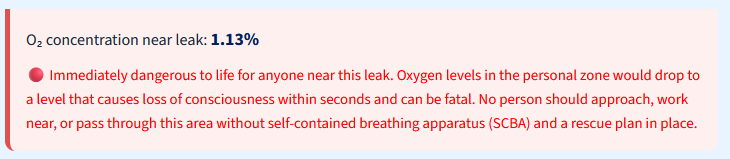 O₂ concentration near leak: 1.13%
Immediately dangerous to life for anyone near this leak. Oxygen levels in the personal zone would drop to
a level that causes loss of consciousness within seconds and can be fatal. No person should approach, work
near, or pass through this area without self-contained breathing apparatus (SCBA) and a rescue plan in place.